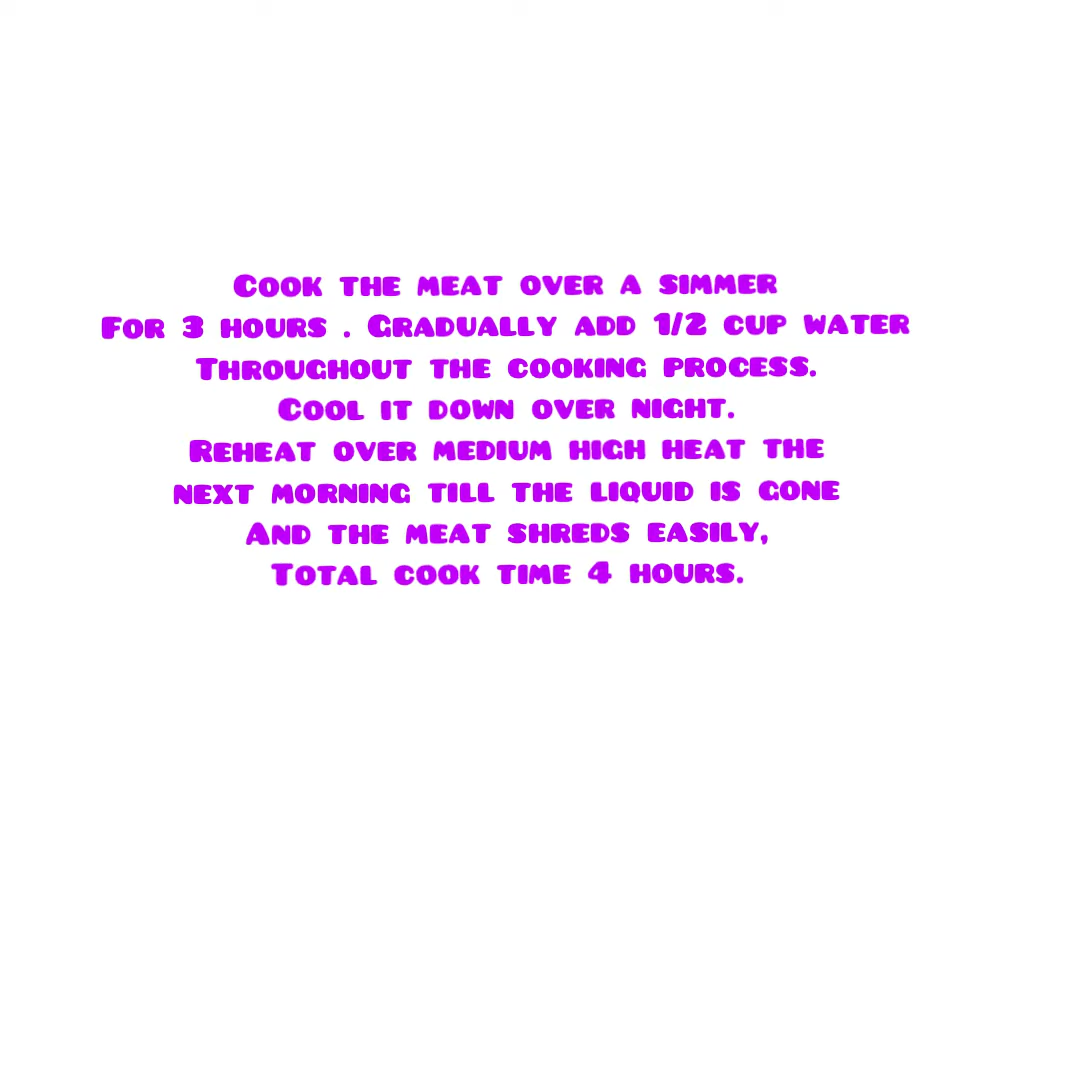 Cook the meat over a simmer
For 3 hours . Gradually add 1/2 cup water
Throughout the cooking process.
Cool it down over night.
Reheat over medium high heat the
next morning till the liquid is gone
And the meat shreds easily,
Total cook time 4 hours.